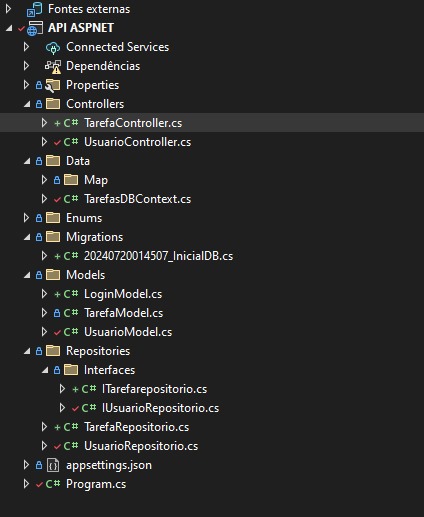 Fontes externas
API ASPNET
Connected Services
Dependências
Properties
Controllers
+ C# TarefaController.cs
C# UsuarioController.cs
Data
Map
C# TarefasDBContext.cs
Enums
Migrations
+ C# 20240720014507_InicialDB.cs
Models
+ C# LoginModel.cs
C# TarefaModel.cs
C# UsuarioModel.cs
Repositories
Interfaces
+ C# ITarefarepositorio.cs
C# IUsuarioRepositorio.cs
+ C# TarefaRepositorio.cs
C# UsuarioRepositorio.cs
appsettings.json
C# Program.cs